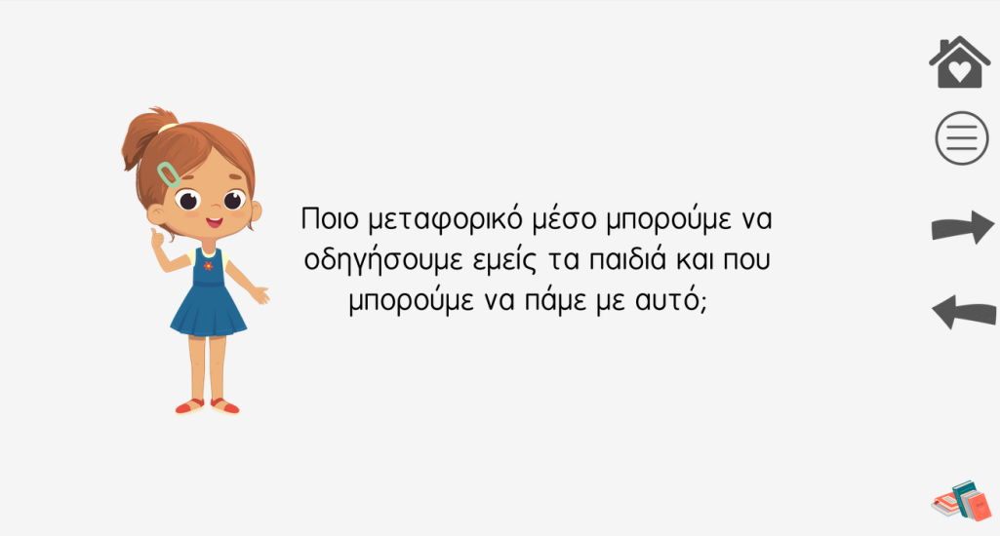 Ποιο μεταφορικό μέσο μπορούμε να
οδηγήσουμε εμείς τα παιδιά και που
μπορούμε να πάμε με αυτό;